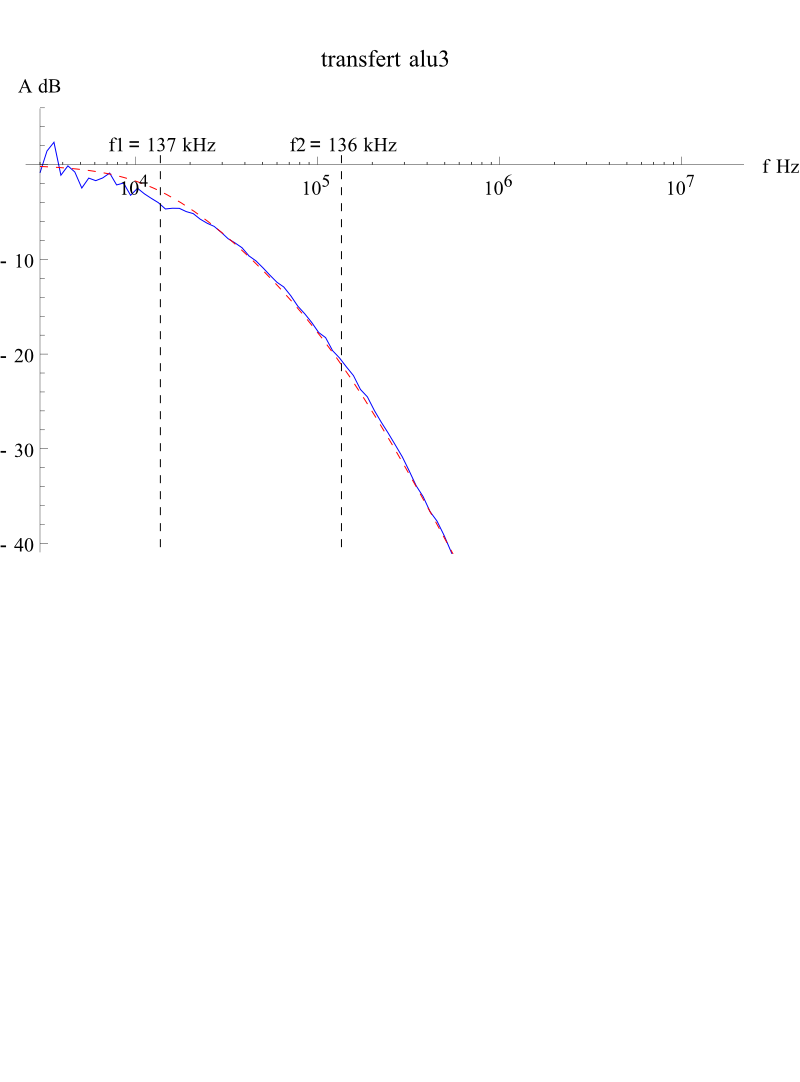 transfert alu3
A dB
f1 = 137 kHz f2 = 136 kHz
f Hz
10⁴ 10⁵ 10⁶ 10⁷
- 10
- 20
- 30
- 40